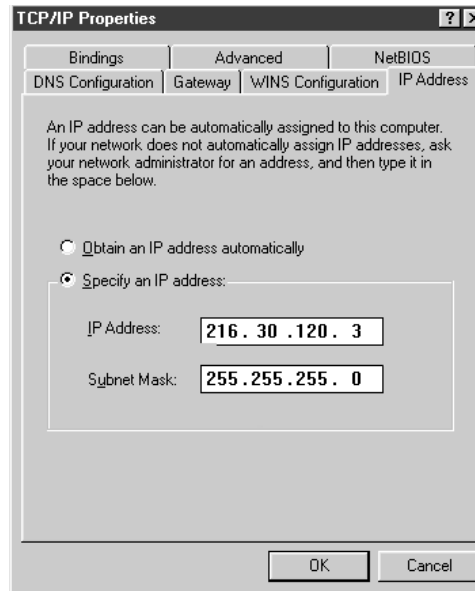 TCP/IP Properties
Bindings Advanced NetBIOS
DNS Configuration Gateway WINS Configuration IP Address
An IP address can be automatically assigned to this computer.
If your network does not automatically assign IP addresses, ask
your network administrator for an address, and then type it in
the space below.
Obtain an IP address automatically
Specify an IP address:
IP Address: 216. 30 .120. 3
Subnet Mask: 255.255.255. 0
OK Cancel